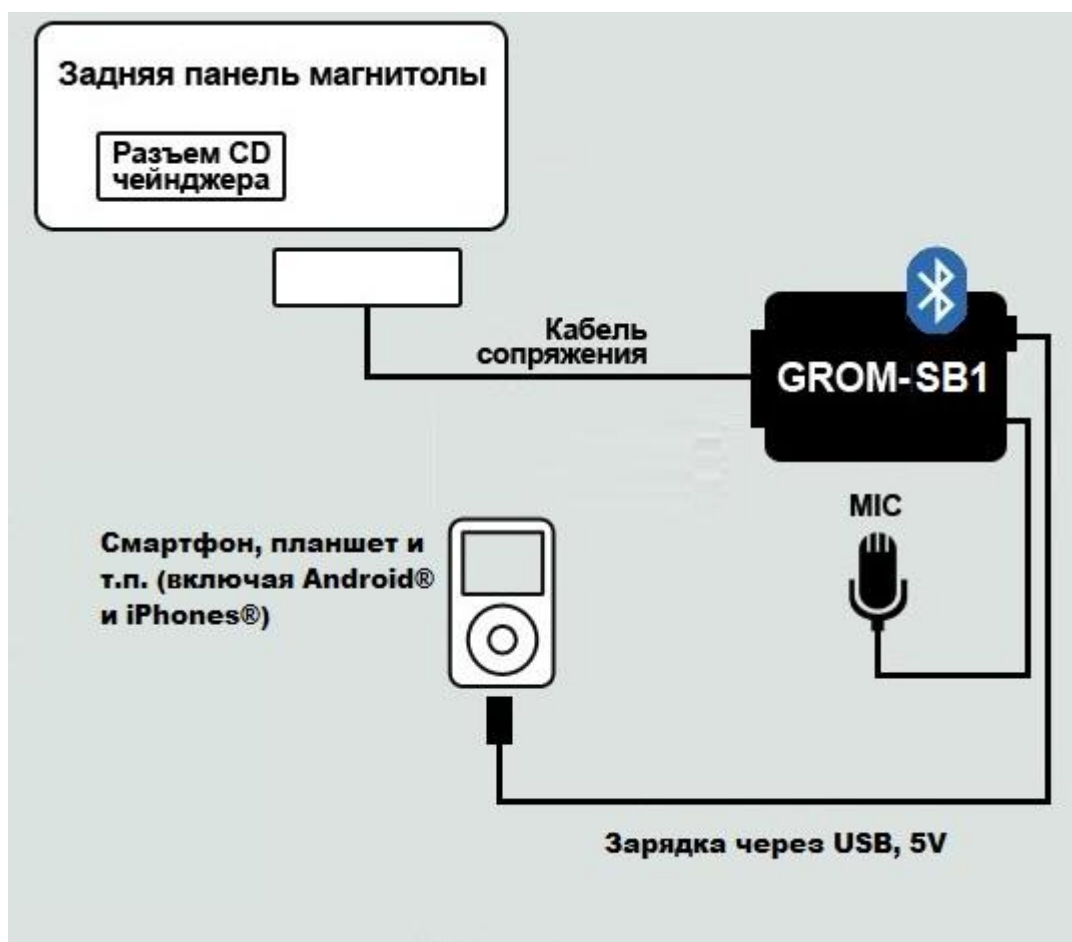 Задняя панель магнитолы
Разъем CD
чейнджера
Кабель
сопряжения
GROM-SB1
MIC
Смартфон, планшет и
т.п. (включая Android®
и iPhones®)
Зарядка через USB, 5V